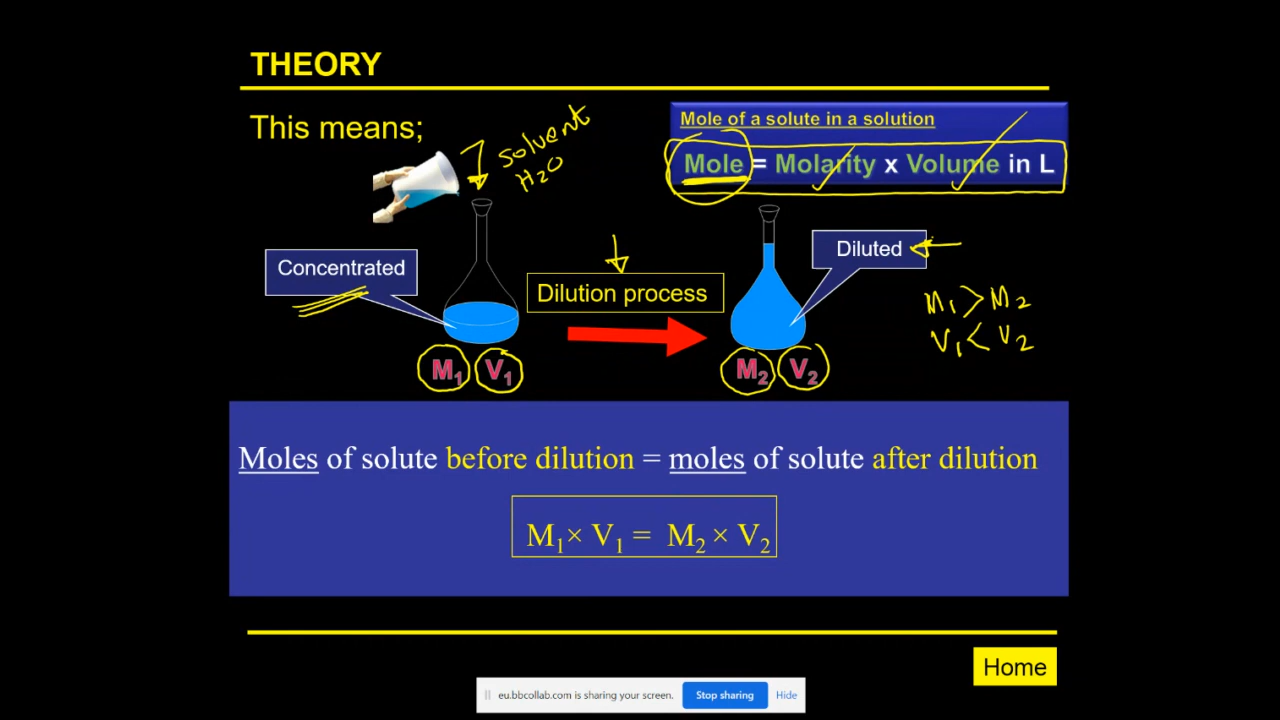 THEORY
This means;
Solvent
H2O
Mole of a solute in a solution
Mole = Molarity x Volume in L
Concentrated
Dilution process
Diluted
M1 > M2
V1 < V2
M1 V1
M2 V2
Moles of solute before dilution = moles of solute after dilution
M1× V1 = M2 × V2
Home
eu.bbcollab.com is sharing your screen.
Stop sharing
Hide